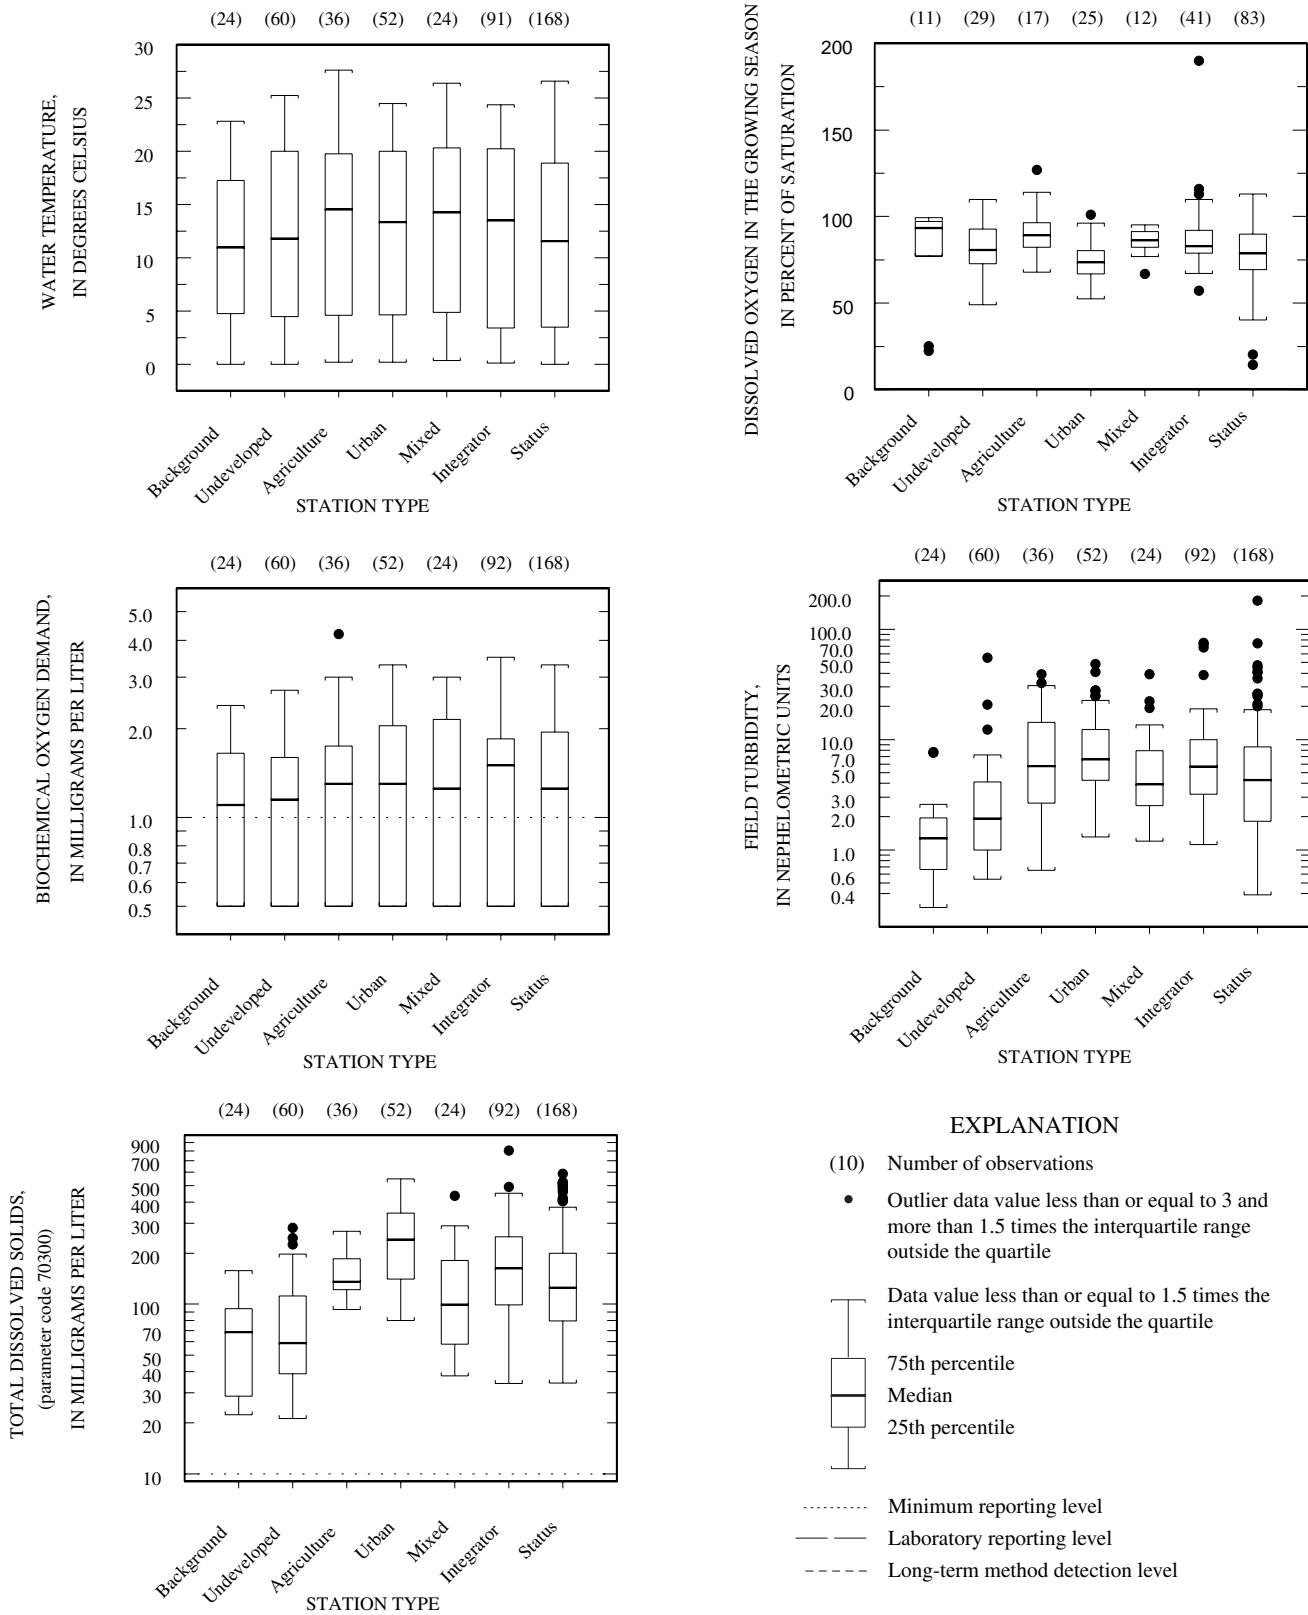 (24) (60) (36) (52) (24) (91) (168)
WATER TEMPERATURE,
IN DEGREES CELSIUS
30
25
20
15
10
5
0
Background
Undeveloped
Agriculture
Urban
Mixed
Integrator
Status
STATION TYPE
(11) (29) (17) (25) (12) (41) (83)
DISSOLVED OXYGEN IN THE GROWING SEASON
IN PERCENT OF SATURATION
200
150
100
50
0
Background
Undeveloped
Agriculture
Urban
Mixed
Integrator
Status
STATION TYPE
(24) (60) (36) (52) (24) (92) (168)
BIOCHEMICAL OXYGEN DEMAND,
IN MILLIGRAMS PER LITER
5.0
4.0
3.0
2.0
1.0
0.8
0.7
0.6
0.5
Background
Undeveloped
Agriculture
Urban
Mixed
Integrator
Status
STATION TYPE
(24) (60) (36) (52) (24) (92) (168)
FIELD TURBIDITY,
IN NEPHELOMETRIC UNITS
200.0
100.0
70.0
50.0
30.0
20.0
10.0
7.0
5.0
3.0
2.0
1.0
0.6
0.4
Background
Undeveloped
Agriculture
Urban
Mixed
Integrator
Status
STATION TYPE
(24) (60) (36) (52) (24) (92) (168)
TOTAL DISSOLVED SOLIDS,
(parameter code 70300)
IN MILLIGRAMS PER LITER
900
700
500
300
200
100
70
50
30
20
10
Background
Undeveloped
Agriculture
Urban
Mixed
Integrator
Status
STATION TYPE
EXPLANATION
(10) Number of observations
Outlier data value less than or equal to 3 and
more than 1.5 times the interquartile range
outside the quartile
Data value less than or equal to 1.5 times the
interquartile range outside the quartile
75th percentile
Median
25th percentile
Minimum reporting level
Laboratory reporting level
Long-term method detection level